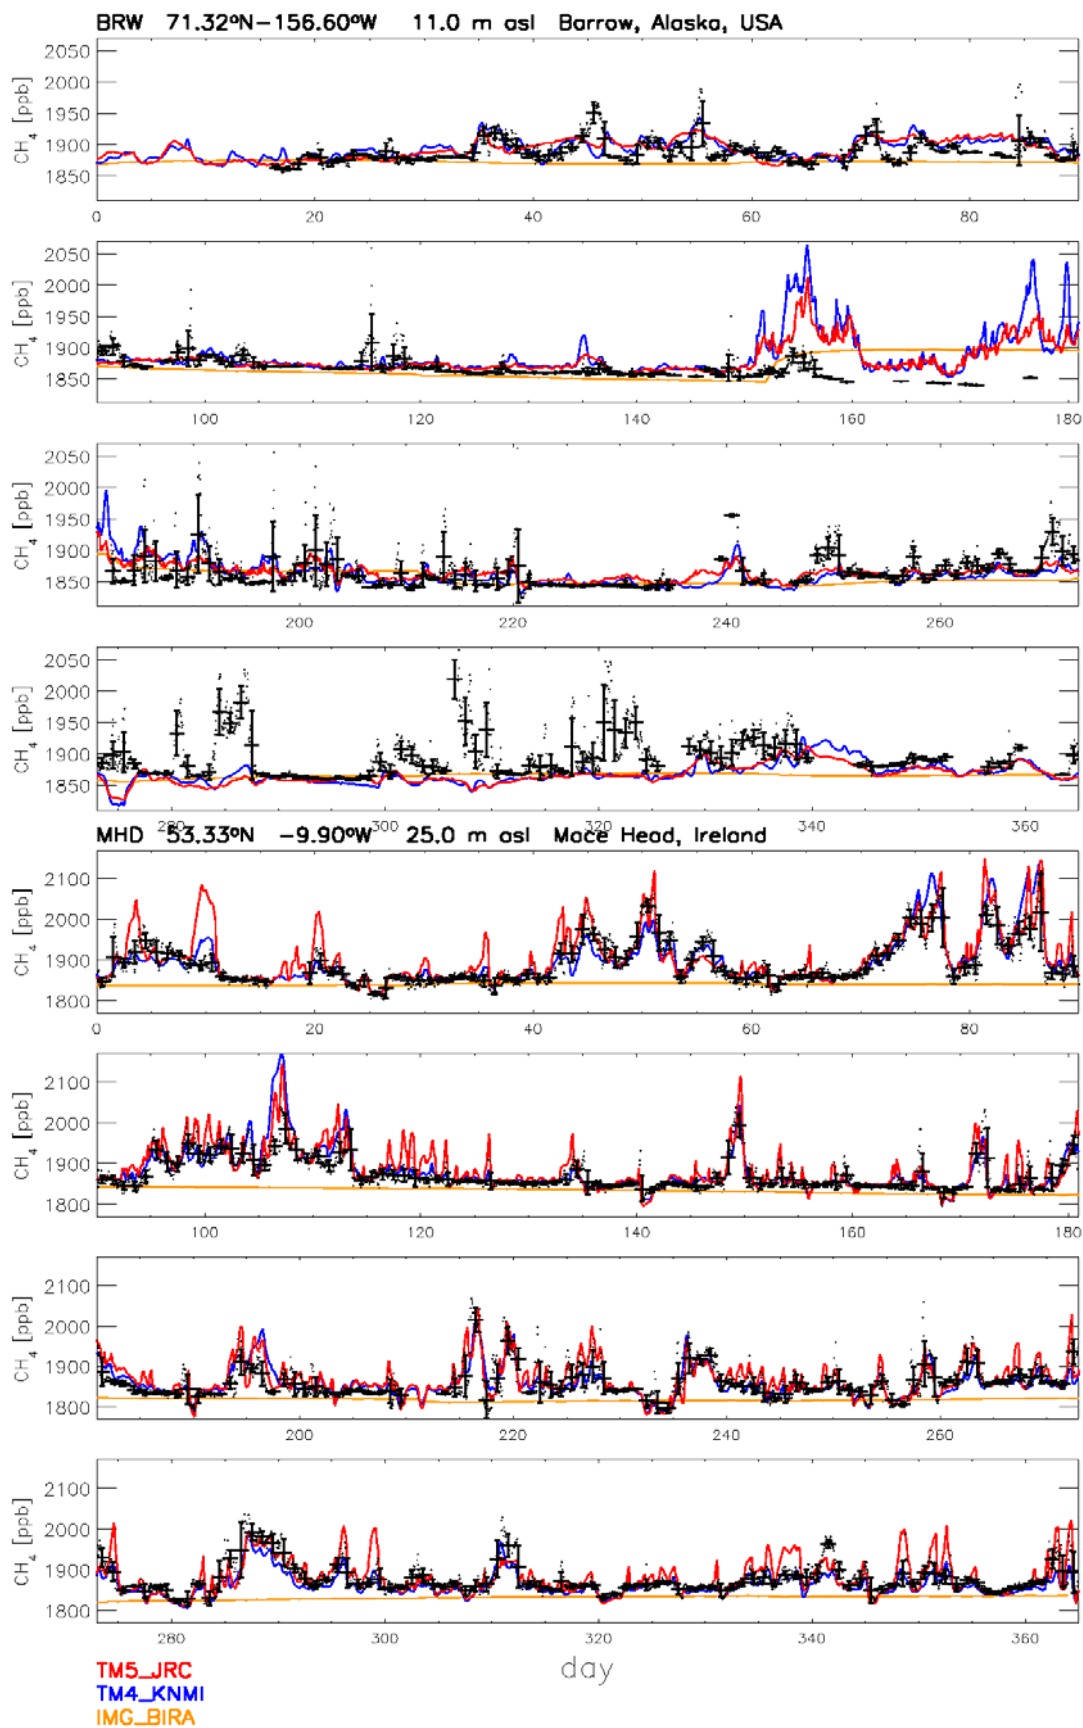 BRW 71.32°N−156.60°W 11.0 m asl Barrow, Alaska, USA
CH4 [ppb]
2050
2000
1950
1900
1850
0 20 40 60 80
CH4 [ppb]
2050
2000
1950
1900
1850
100 120 140 160 180
CH4 [ppb]
2050
2000
1950
1900
1850
200 220 240 260
CH4 [ppb]
2050
2000
1950
1900
1850
280 300 320 340 360
MHD 53.33°N −9.90°W 25.0 m asl Mace Head, Ireland
CH4 [ppb]
2100
2000
1900
1800
0 20 40 60 80
CH4 [ppb]
2100
2000
1900
1800
100 120 140 160 180
CH4 [ppb]
2100
2000
1900
1800
200 220 240 260
CH4 [ppb]
2100
2000
1900
1800
280 300 320 340 360
day
TM5_JRC
TM4_KNMI
IMG_BIRA